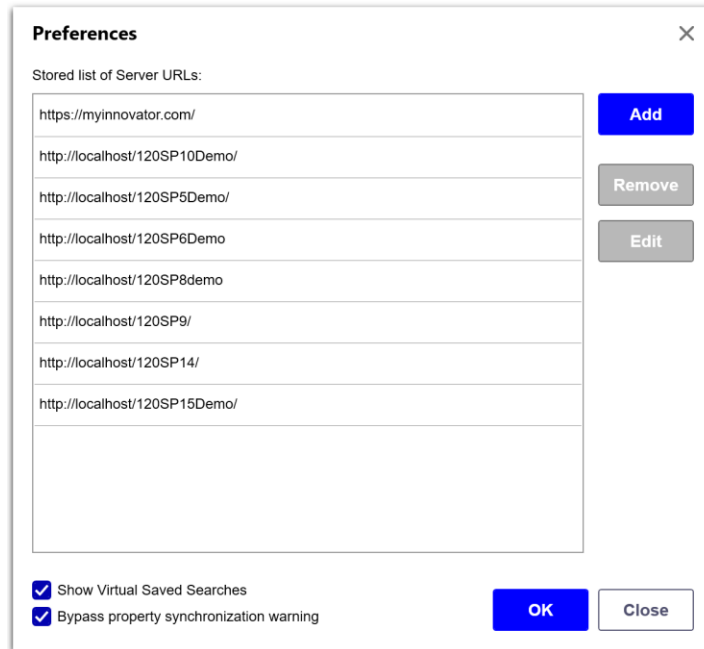 Preferences
Stored list of Server URLs:
https://myinnovator.com/
Add
http://localhost/120SP10Demo/
http://localhost/120SP5Demo/
Remove
http://localhost/120SP6Demo
Edit
http://localhost/120SP8demo
http://localhost/120SP9/
http://localhost/120SP14/
http://localhost/120SP15Demo/
Show Virtual Saved Searches
Bypass property synchronization warning
OK
Close